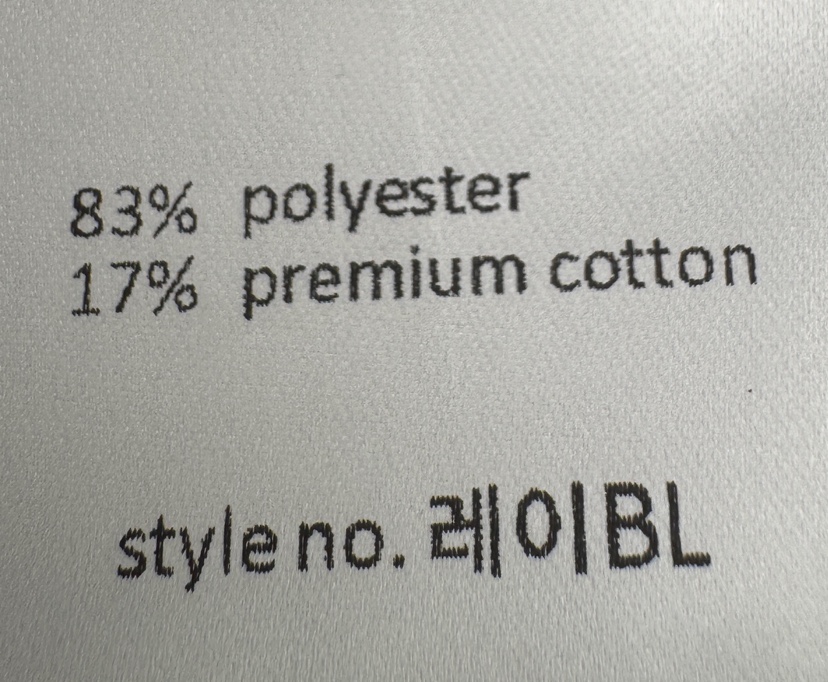 83% polyester
17% premium cotton
style no. 레이BL